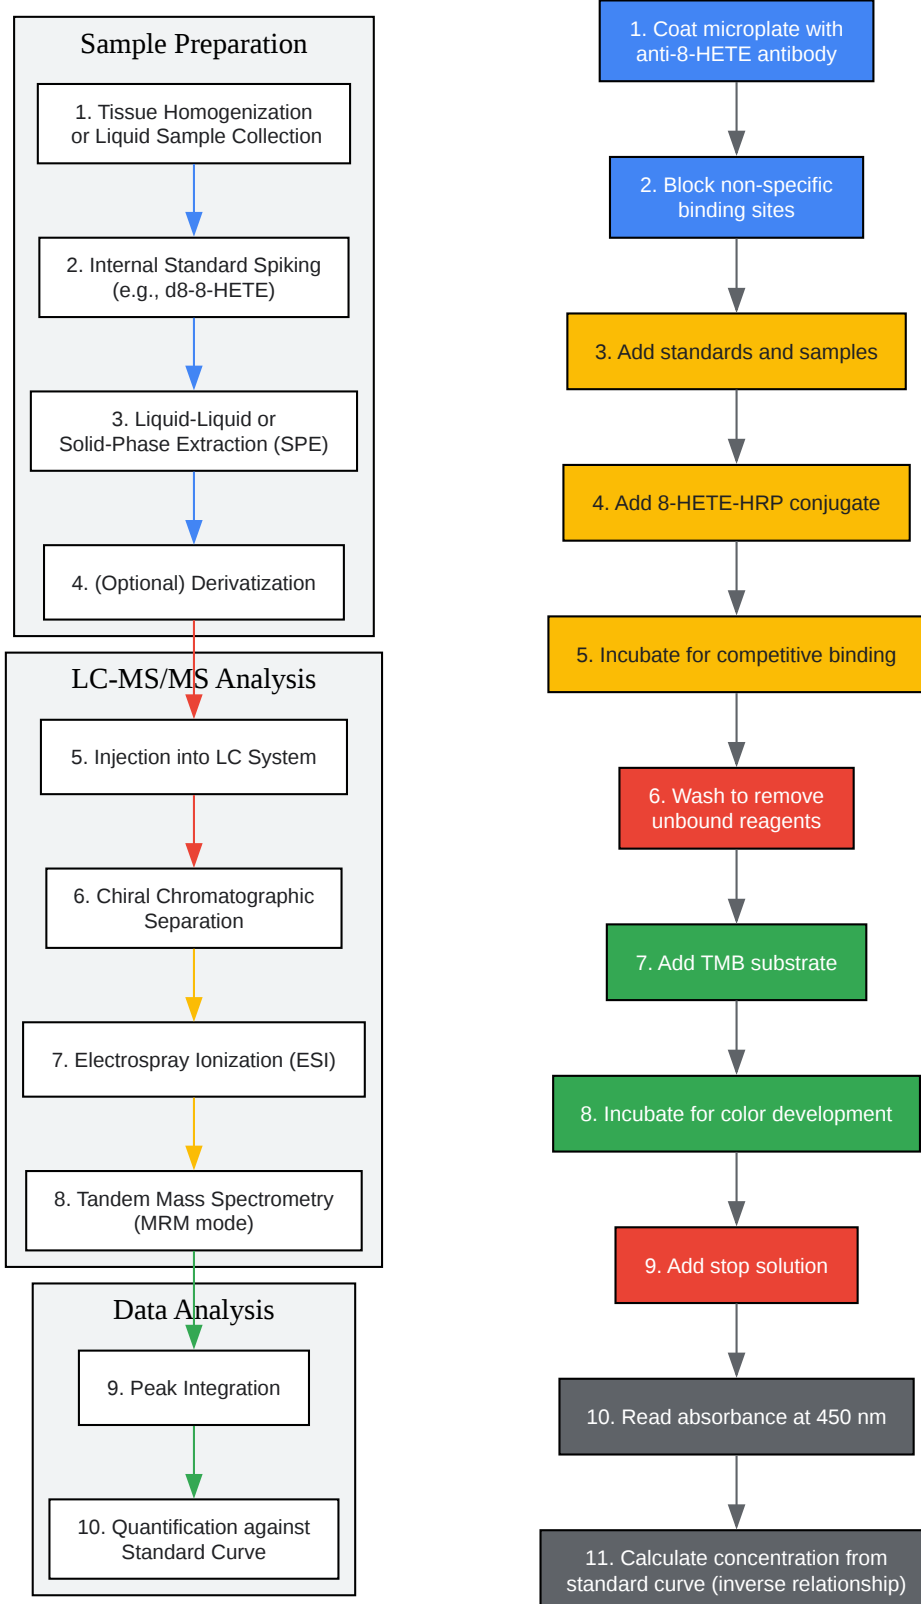 Sample Preparation
1. Tissue Homogenization
or Liquid Sample Collection
2. Internal Standard Spiking
(e.g., d8-8-HETE)
3. Liquid-Liquid or
Solid-Phase Extraction (SPE)
4. (Optional) Derivatization
LC-MS/MS Analysis
5. Injection into LC System
6. Chiral Chromatographic
Separation
7. Electrospray Ionization (ESI)
8. Tandem Mass Spectrometry
(MRM mode)
Data Analysis
9. Peak Integration
10. Quantification against
Standard Curve
1. Coat microplate with
anti-8-HETE antibody
2. Block non-specific
binding sites
3. Add standards and samples
4. Add 8-HETE-HRP conjugate
5. Incubate for competitive binding
6. Wash to remove
unbound reagents
7. Add TMB substrate
8. Incubate for color development
9. Add stop solution
10. Read absorbance at 450 nm
11. Calculate concentration from
standard curve (inverse relationship)